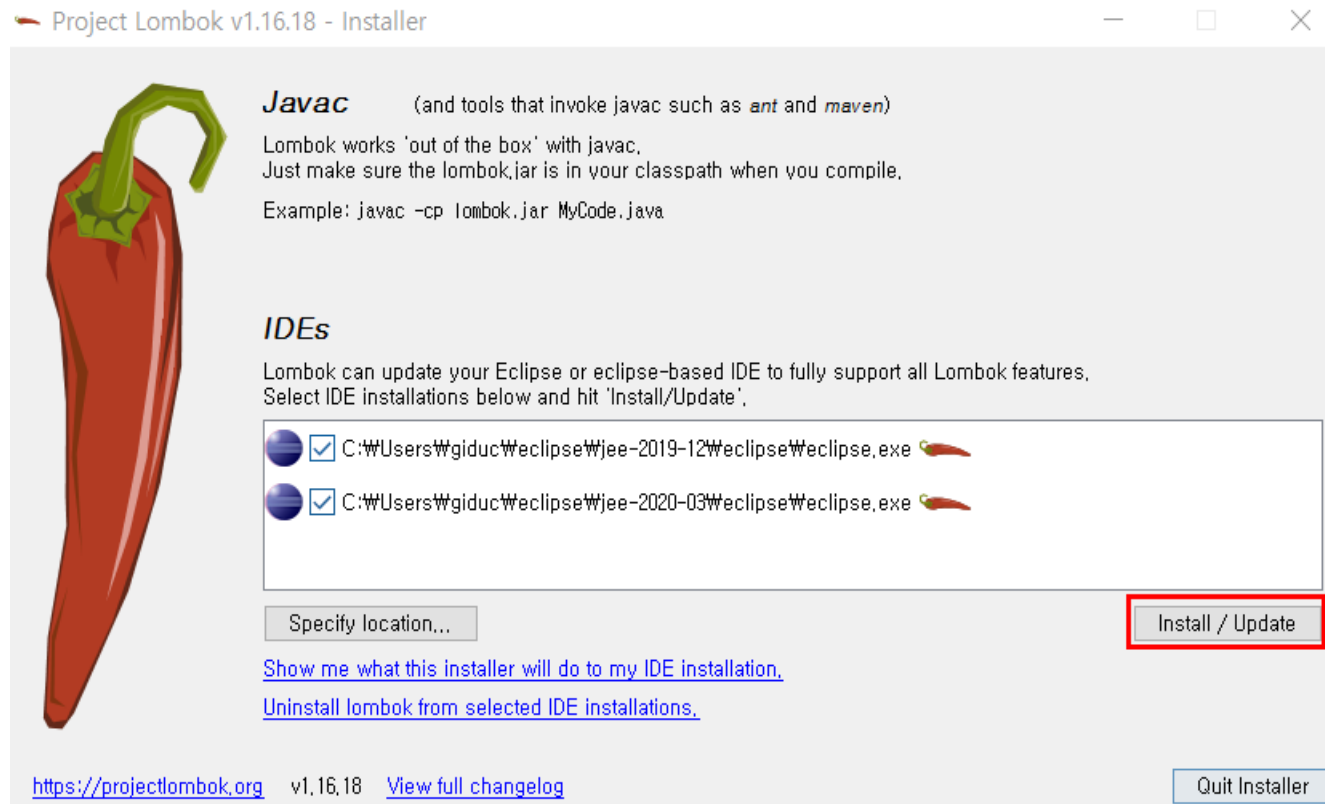 Project Lombok v1.16.18 - Installer
Javac (and tools that invoke javac such as ant and maven)
Lombok works 'out of the box' with javac,
Just make sure the lombok,jar is in your classpath when you compile,
Example: javac -cp lombok.jar MyCode.java
IDEs
Lombok can update your Eclipse or eclipse-based IDE to fully support all Lombok features,
Select IDE installations below and hit 'Install/Update',
C:₩Users₩giduc₩eclipse₩jee-2019-12₩eclipse₩eclipse,exe
C:₩Users₩giduc₩eclipse₩jee-2020-03₩eclipse₩eclipse,exe
Specify location,,, Install / Update
Show me what this installer will do to my IDE installation,
Uninstall lombok from selected IDE installations,
https://projectlombok,org v1,16,18 View full changelog Quit Installer